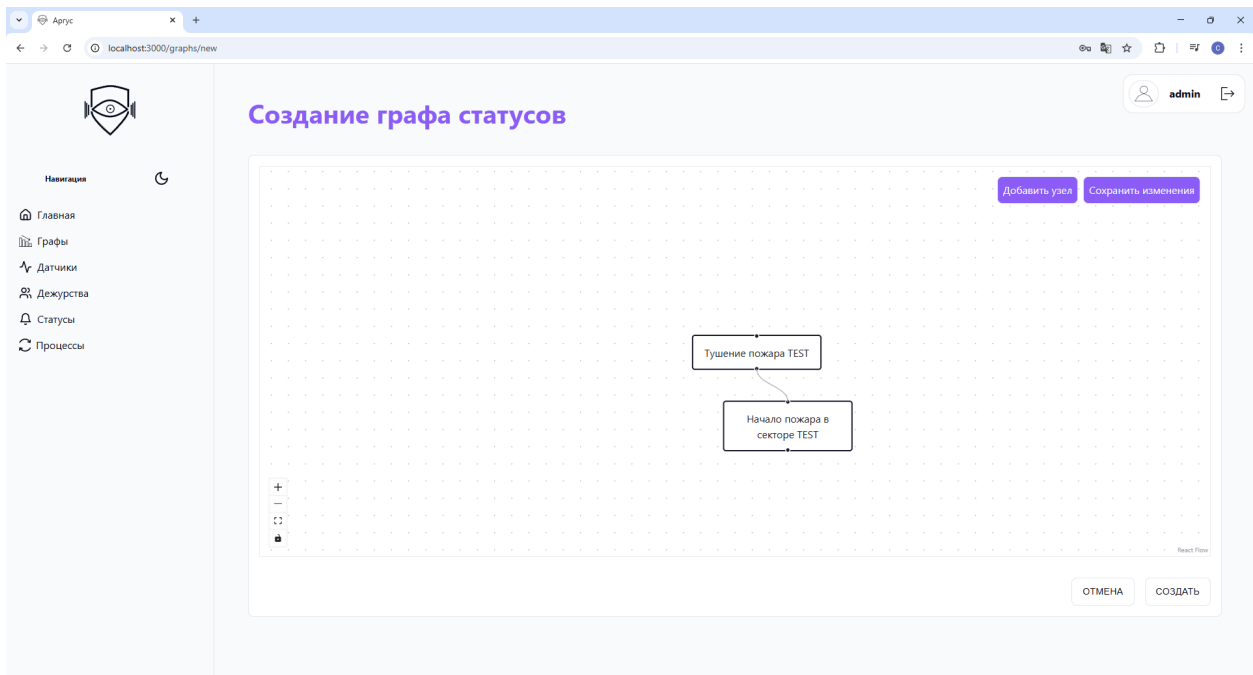 Аргус
localhost:3000/graphs/new
C
admin
Создание графа статусов
Навигация
Главная
Графы
Датчики
Дежурства
Статусы
Процессы
Добавить узел
Сохранить изменения
Тушение пожара TEST
Начало пожара в
секторе TEST
React Flow
ОТМЕНА
СОЗДАТЬ